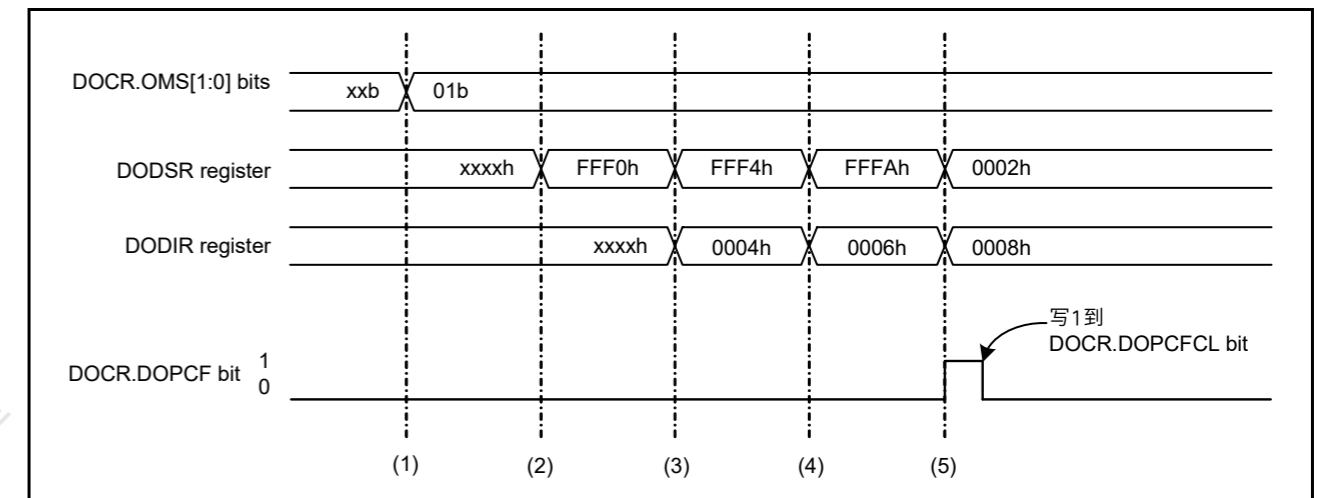 DOCR.OMS[1:0] bits
xxb
01b
DODSR register
xxxxh
FFF0h
FFF4h
FFFAh
0002h
DODIR register
xxxxh
0004h
0006h
0008h
写1到
DOCR.DOPCFCL bit
DOCR.DOPCF bit
1
0
(1)
(2)
(3)
(4)
(5)